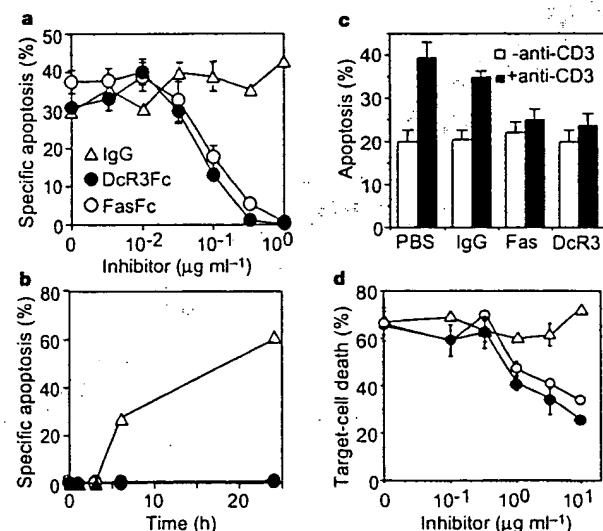 a
Specific apoptosis (%)
50
40
30
20
10
0
IgG
DcR3Fc
FasFc
0 10-2 10-1 100
Inhibitor (µg ml–1)
b
Specific apoptosis (%)
80
60
40
20
0
0 10 20
Time (h)
c
Apoptosis (%)
40
30
20
10
0
-anti-CD3
+anti-CD3
PBS IgG Fas DcR3
d
Target-cell death (%)
80
60
40
20
0
0 10-1 100 101
Inhibitor (µg ml–1)